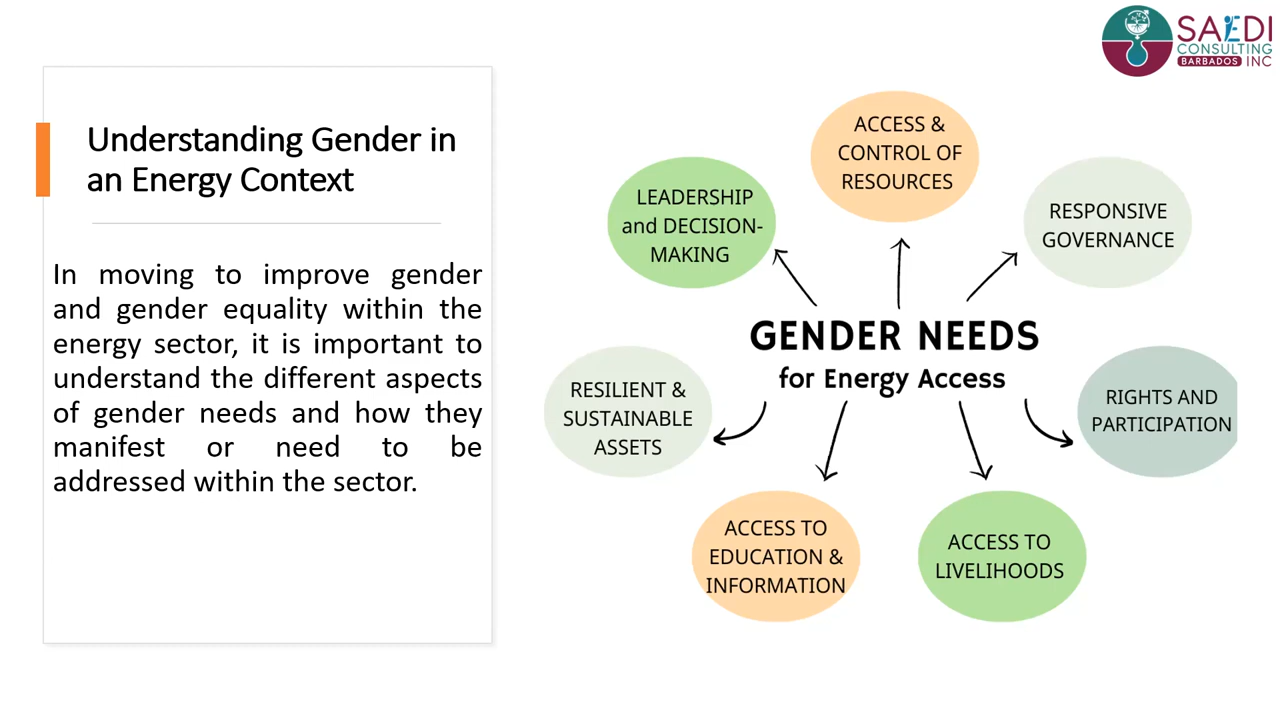 SAEDI
CONSULTING
BARBADOS INC
Understanding Gender in
an Energy Context
In moving to improve gender
and gender equality within the
energy sector, it is important to
understand the different aspects
of gender needs and how they
manifest or need to be
addressed within the sector.
ACCESS &
CONTROL OF
RESOURCES
LEADERSHIP
and DECISION-
MAKING
RESPONSIVE
GOVERNANCE
GENDER NEEDS
for Energy Access
RESILIENT &
SUSTAINABLE
ASSETS
RIGHTS AND
PARTICIPATION
ACCESS TO
EDUCATION &
INFORMATION
ACCESS TO
LIVELIHOODS